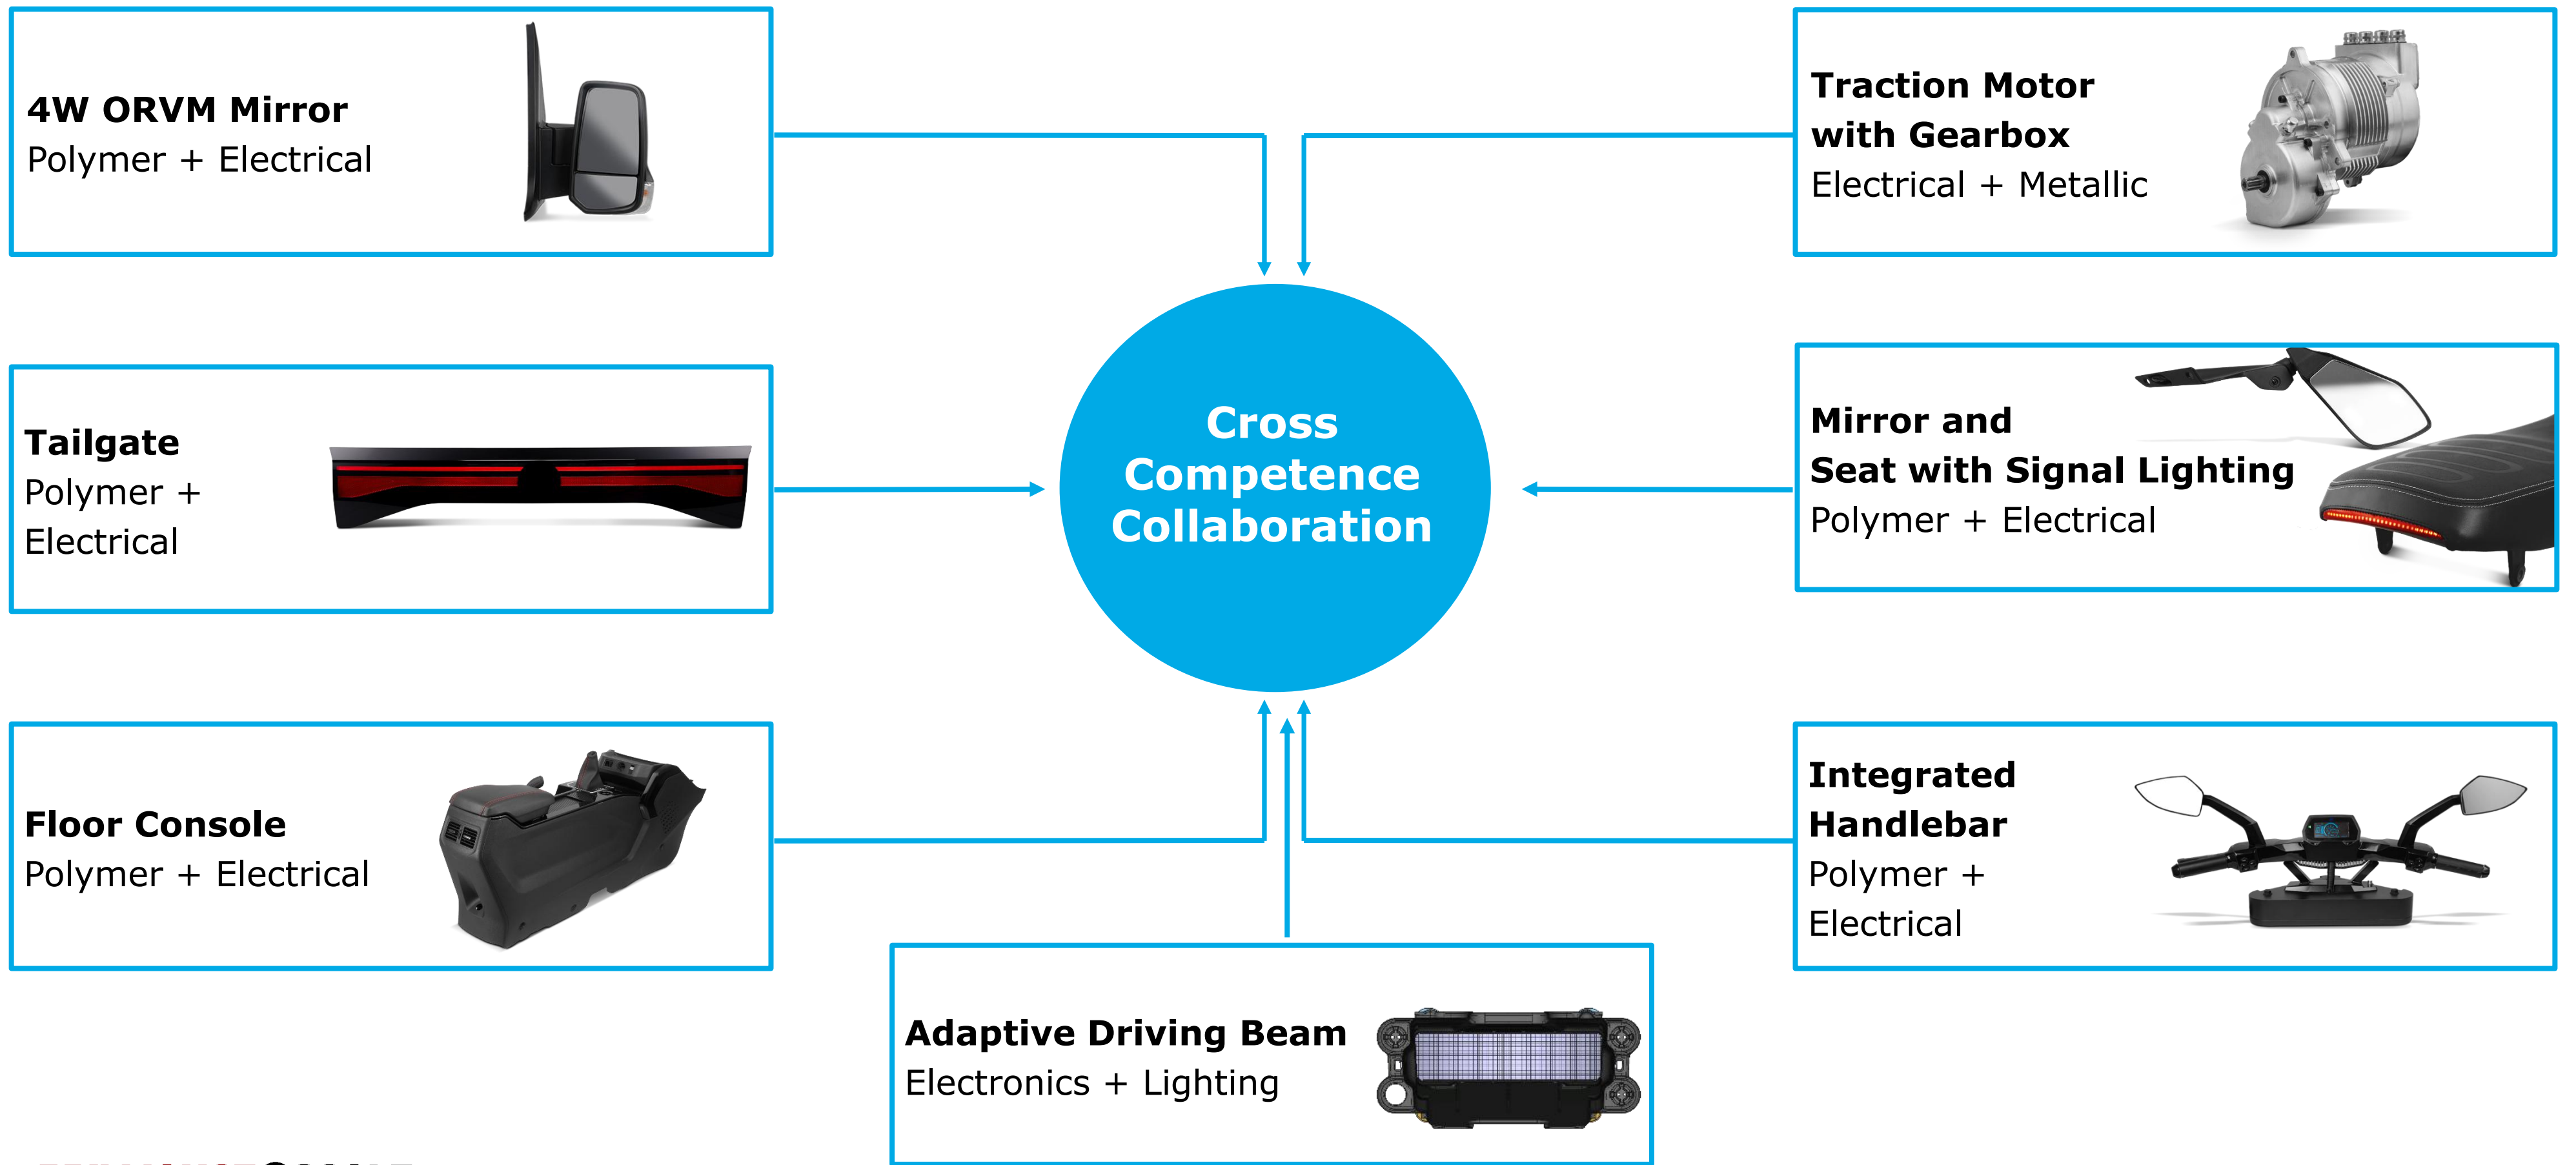 4W ORVM Mirror
Polymer + Electrical
Traction Motor
with Gearbox
Electrical + Metallic
Cross
Competence
Collaboration
Tailgate
Polymer +
Electrical
Mirror and
Seat with Signal Lighting
Polymer + Electrical
Floor Console
Polymer + Electrical
Integrated
Handlebar
Polymer +
Electrical
Adaptive Driving Beam
Electronics + Lighting